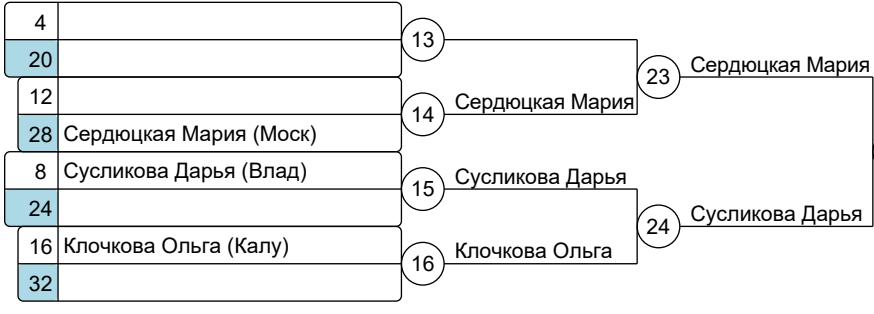 4
20
13
12
28 Сердюцкая Мария (Моск)
14 Сердюцкая Мария
23 Сердюцкая Мария
8 Сусликова Дарья (Влад)
24
15 Сусликова Дарья
16 Клочкова Ольга (Калу)
32
16 Клочкова Ольга
24 Сусликова Дарья